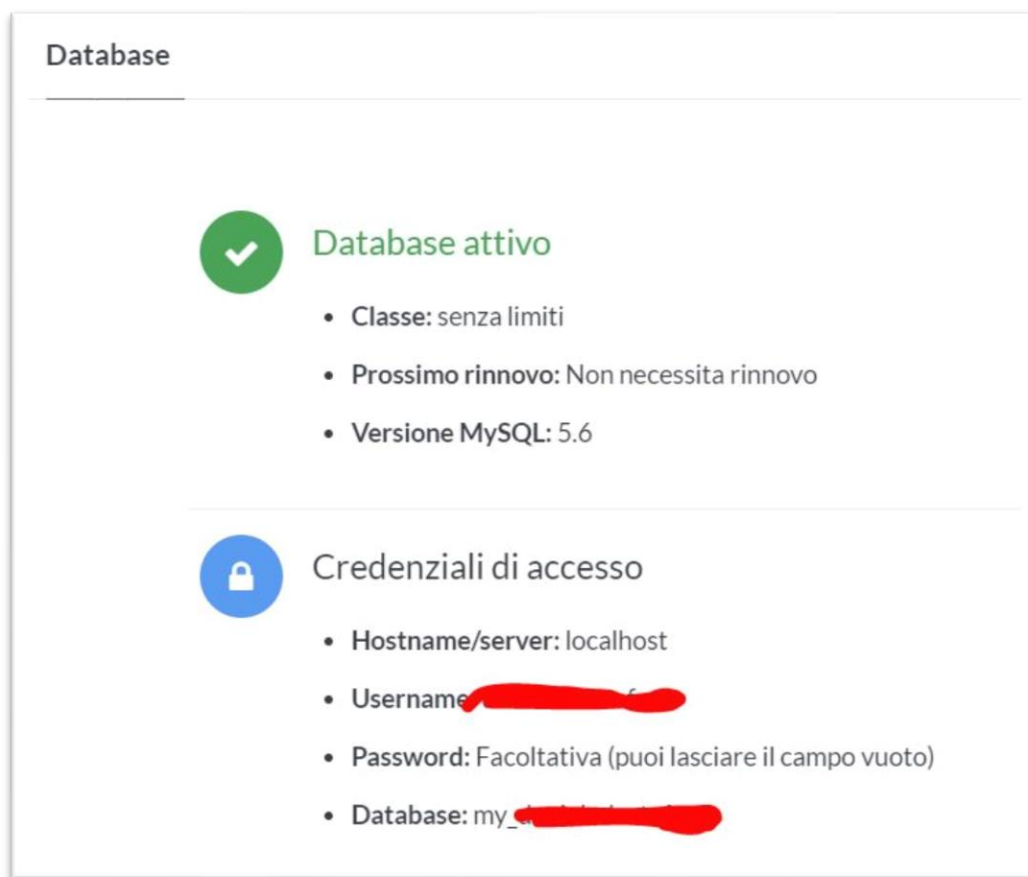 Database
Database attivo
Classe: senza limiti
Prossimo rinnovo: Non necessita rinnovo
Versione MySQL: 5.6
Credenziali di accesso
Hostname/server: localhost
Username
Password: Facoltativa (puoi lasciare il campo vuoto)
Database: my_